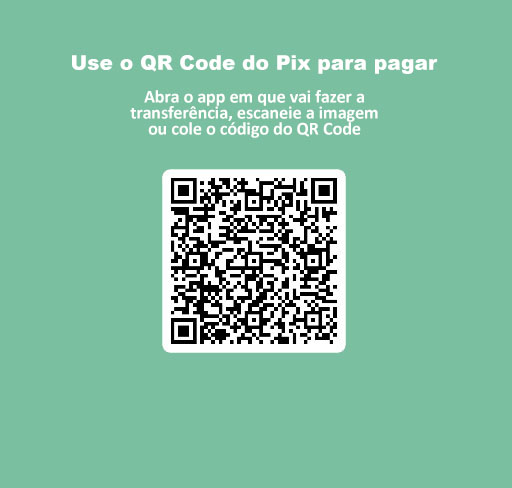 Use o QR Code do Pix para pagar
Abra o app em que vai fazer a
transferência, escaneie a imagem
ou cole o código do QR Code